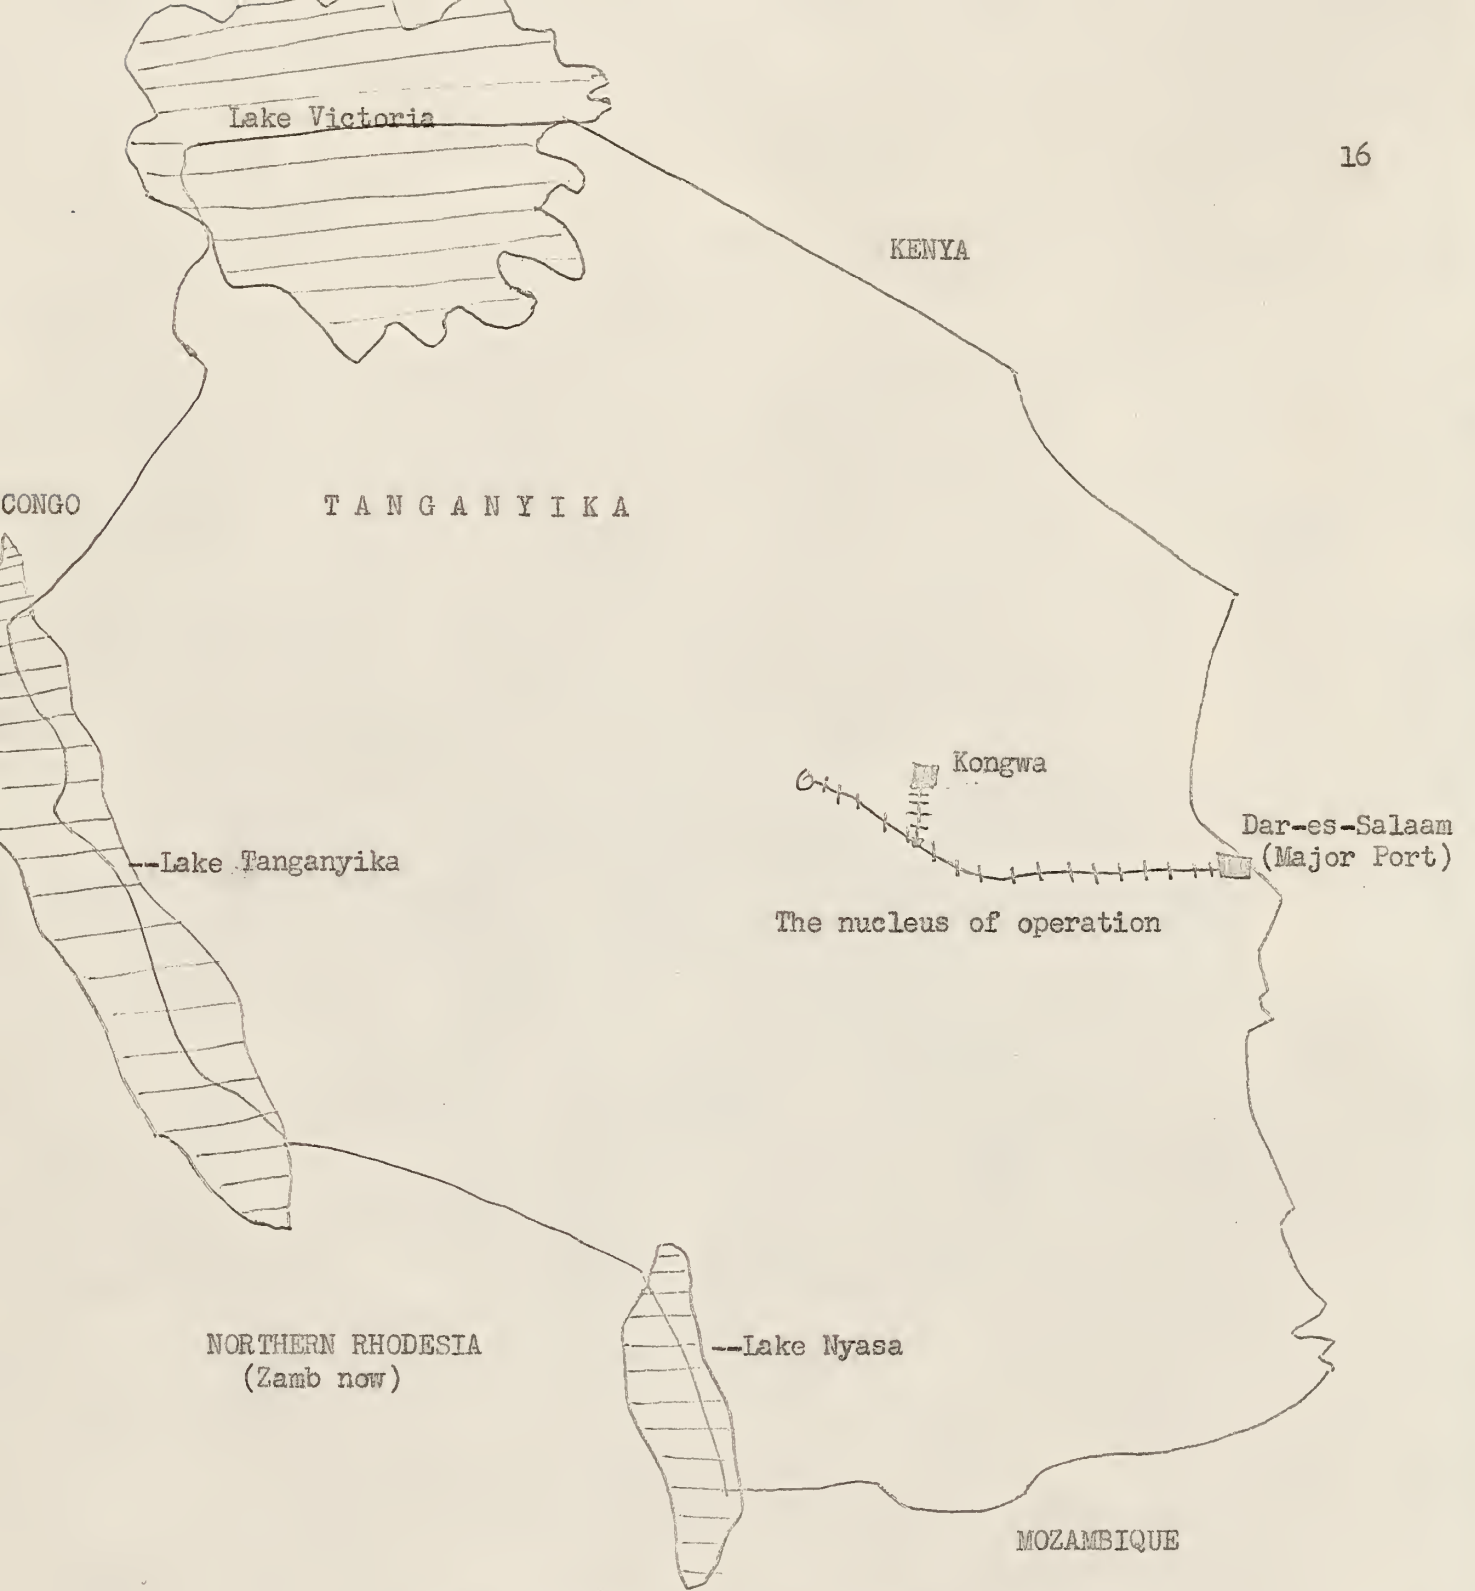 Lake Victoria
16
KENYA
CONGO
T A N G A N Y I K A
Kongwa
Dar-es-Salaam
(Major Port)
--Lake Tanganyika
The nucleus of operation
NORTHERN RHODESIA
(Zamb now)
--Lake Nyasa
MOZAMBIQUE